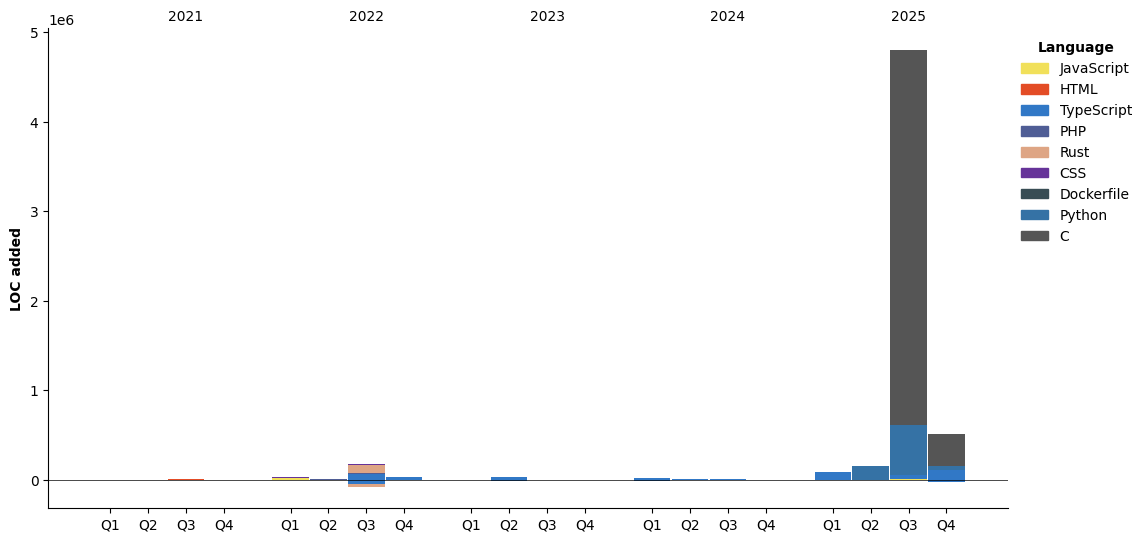 1e6
2021 2022 2023 2024 2025
5
4
3
2
1
0
LOC added
Q1 Q2 Q3 Q4 Q1 Q2 Q3 Q4 Q1 Q2 Q3 Q4 Q1 Q2 Q3 Q4 Q1 Q2 Q3 Q4
Language
JavaScript
HTML
TypeScript
PHP
Rust
CSS
Dockerfile
Python
C